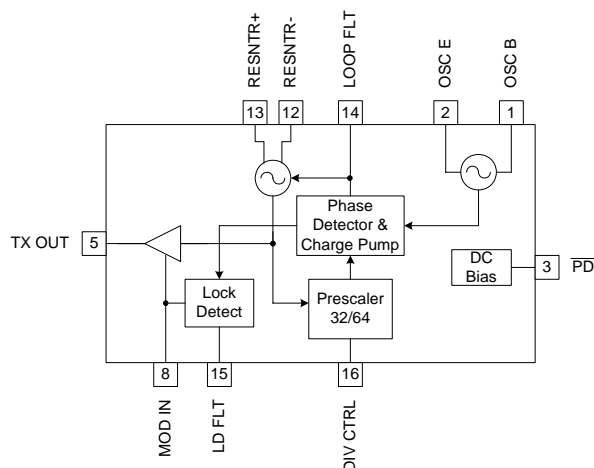 RESNTR+
RESNTR-
LOOP FLT
OSC E
OSC B
13
12
14
2
1
Phase
Detector &
Charge Pump
TX OUT
5
DC
Bias
3
PD
Lock
Detect
Prescaler
32/64
8
15
16
MOD IN
LD FLT
DIV CTRL